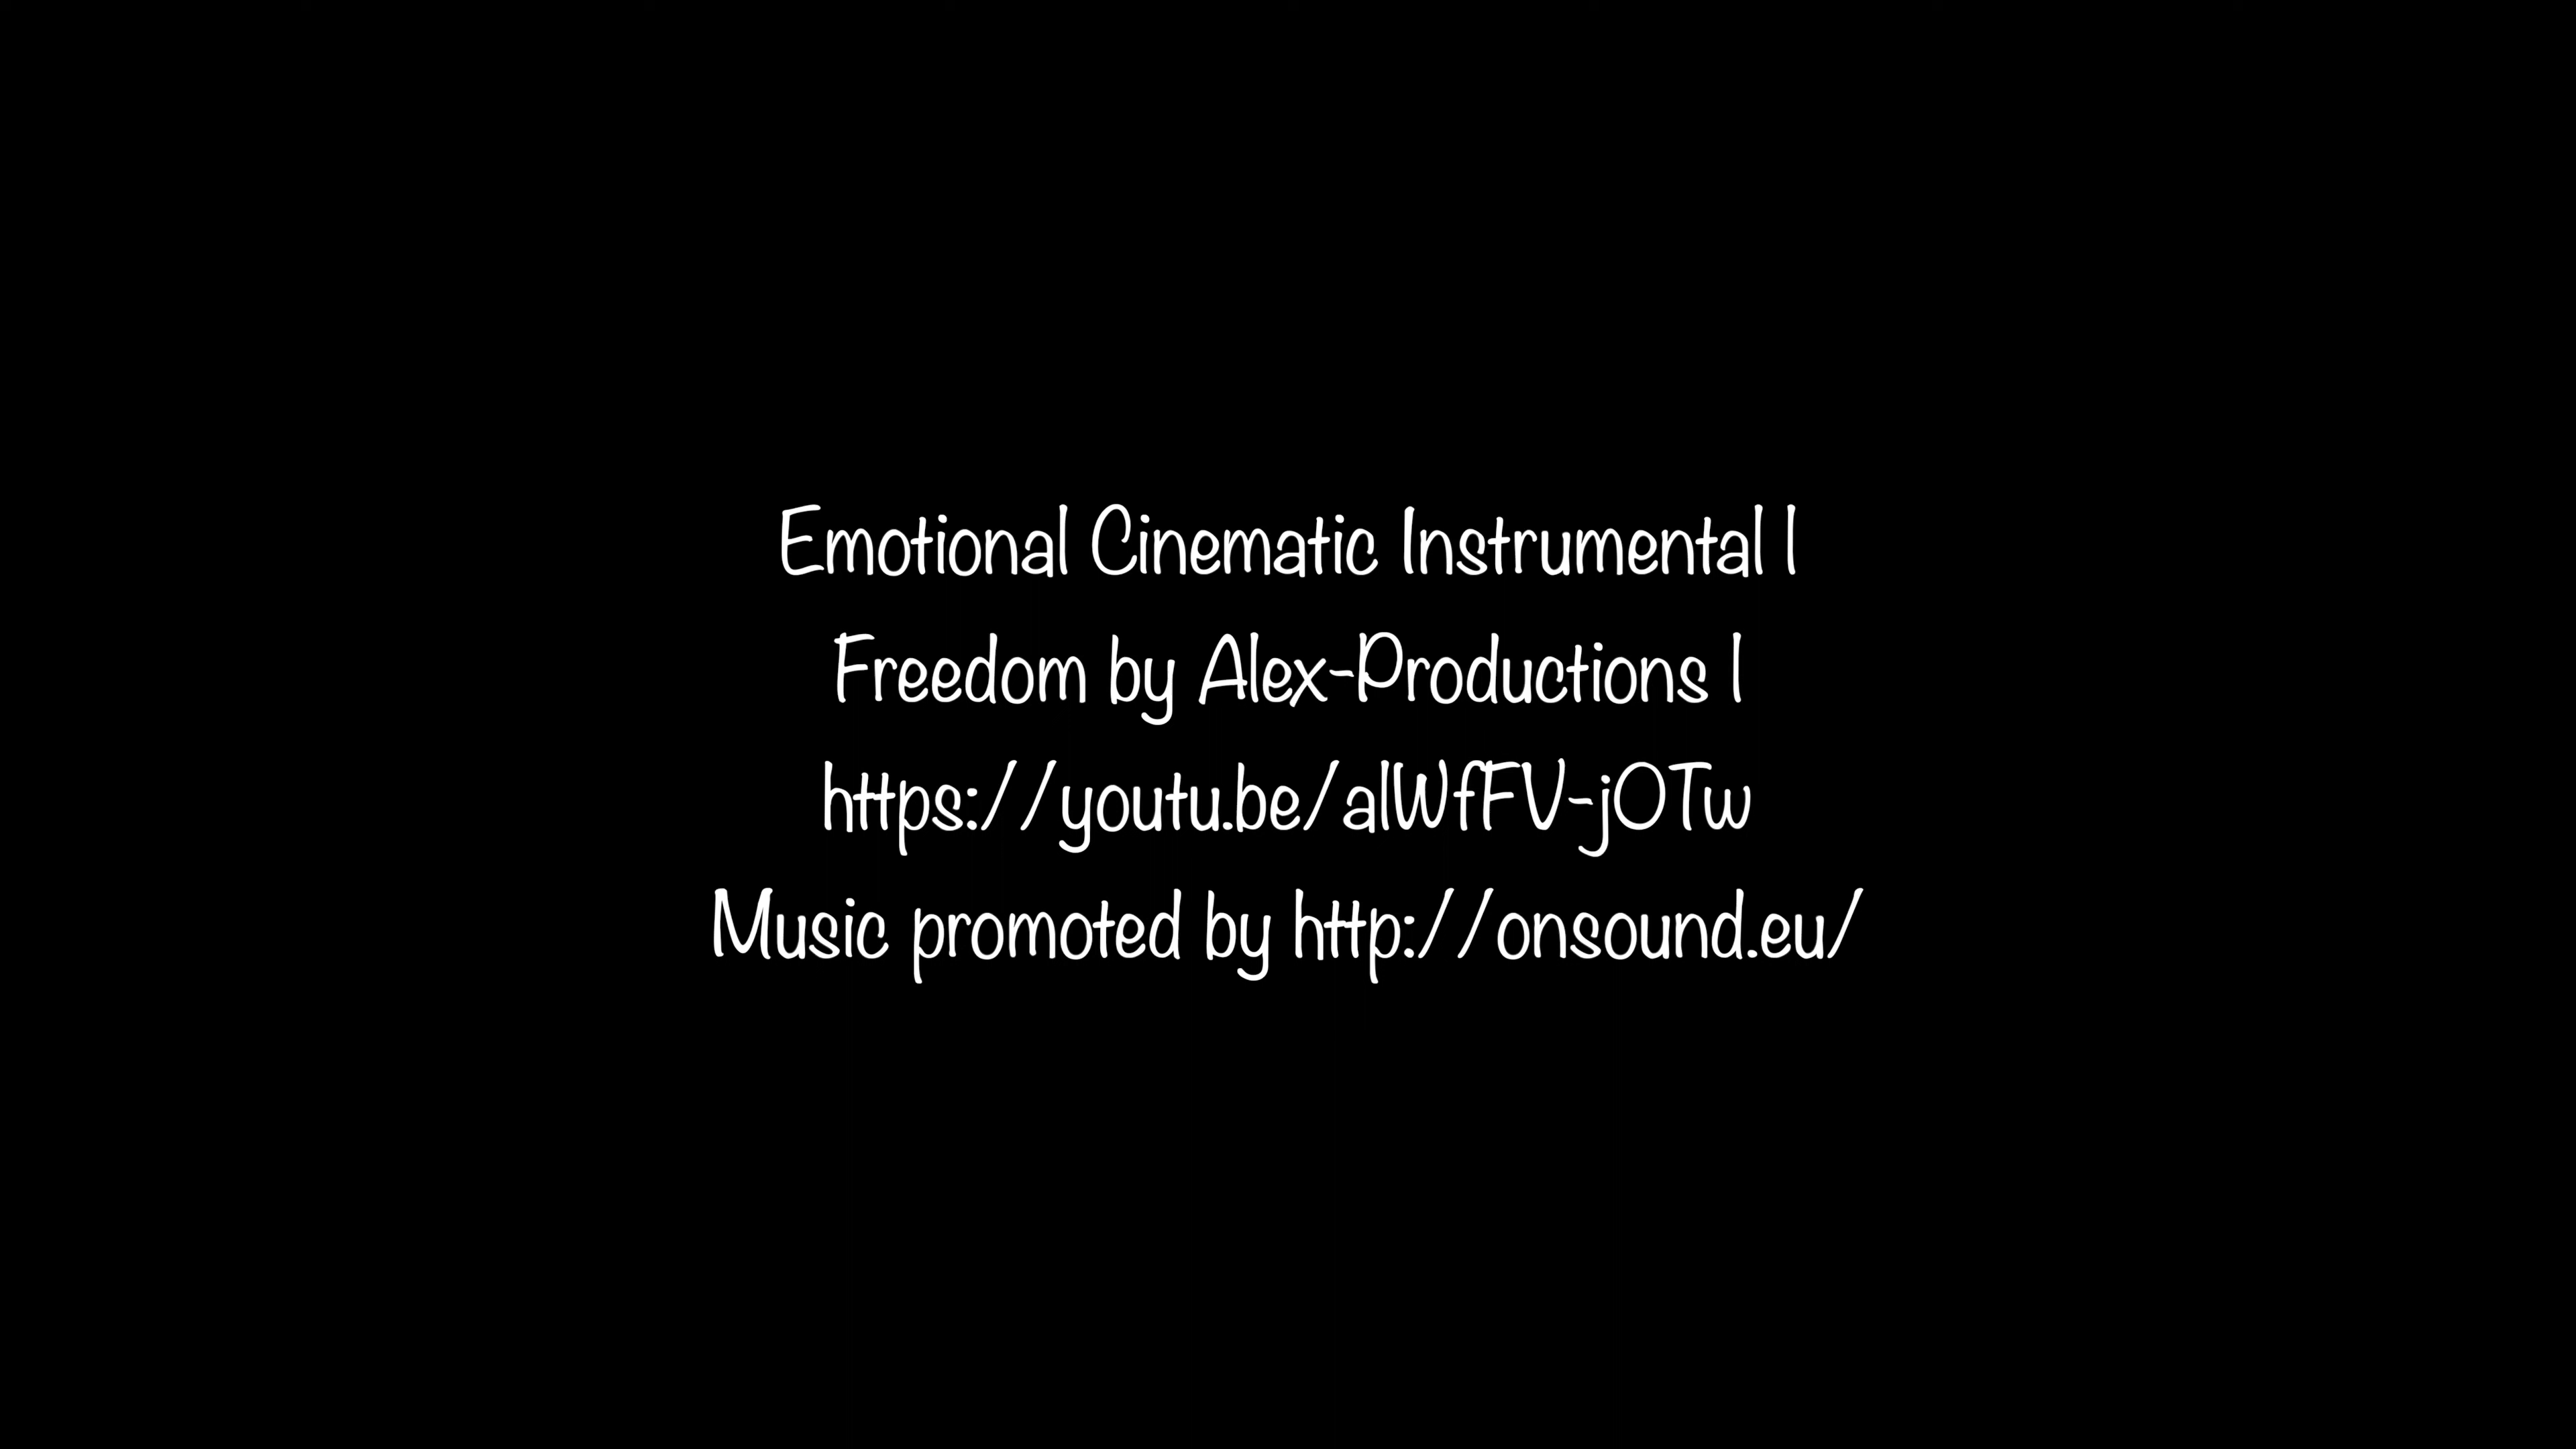 Emotional Cinematic Instrumental |
Freedom by Alex-Productions |
https://youtu.be/alWfFV-jOTw
Music promoted by http://onsound.eu/